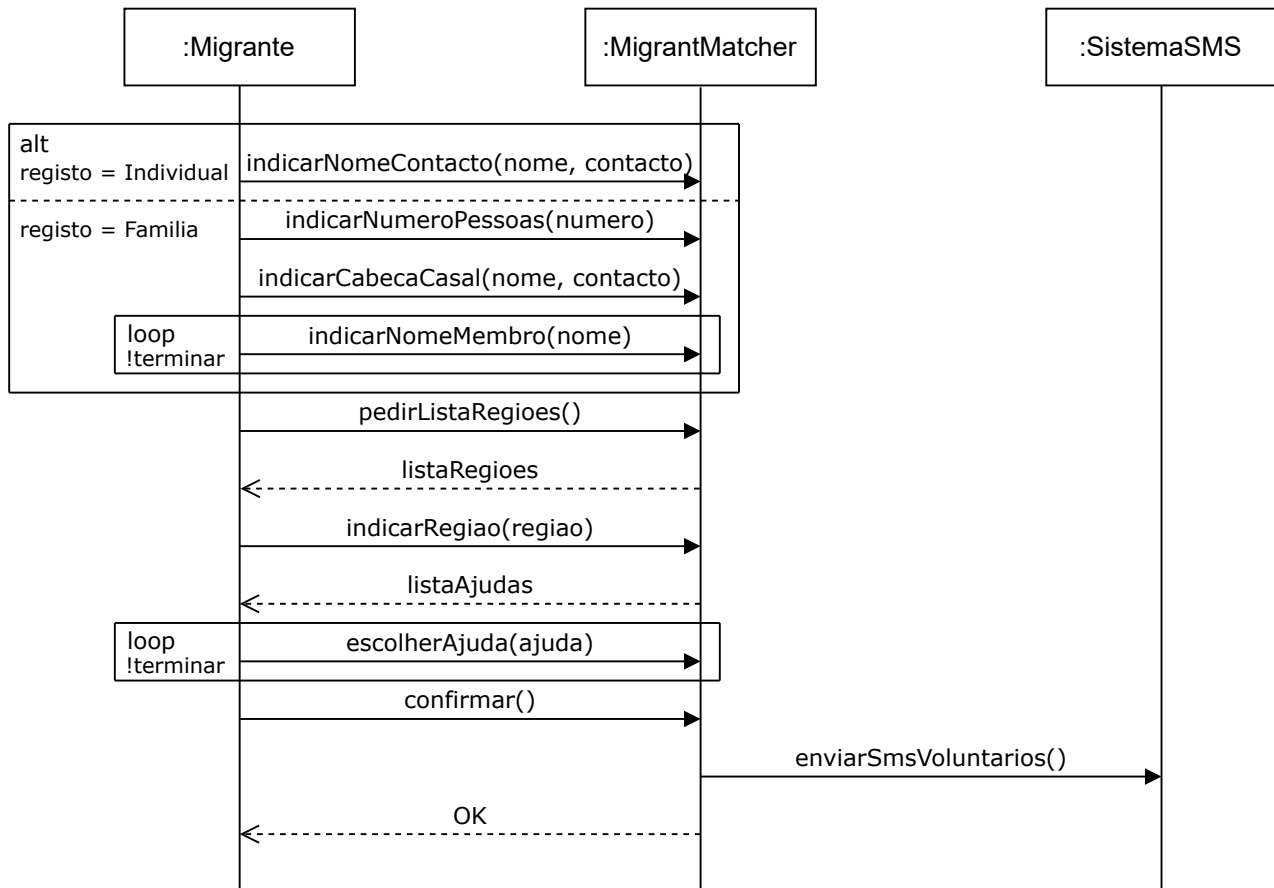 :Migrante
:MigrantMatcher
:SistemaSMS
alt
registo = Individual
indicarNomeContacto(nome, contacto)
registo = Familia
indicarNumeroPessoas(numero)
indicarCabecaCasal(nome, contacto)
loop
!terminar
indicarNomeMembro(nome)
pedirListaRegioes()
listaRegioes
indicarRegiao(regiao)
listaAjudas
loop
!terminar
escolherAjuda(ajuda)
confirmar()
enviarSmsVoluntarios()
OK